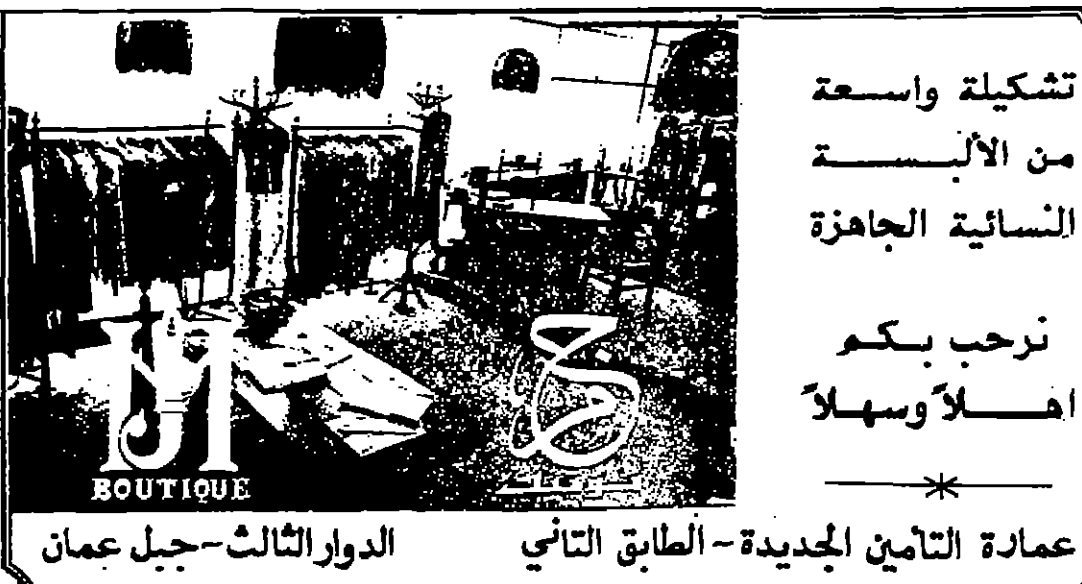 تشكيلة واسعة
من الألبسة
النسائية الجاهزة
نرحب بكم
اهلاً وسهلاً
BOUTIQUE
عمارة التأمين الجديدة - الطابق الثاني
الدوار الثالث - جبل عمان